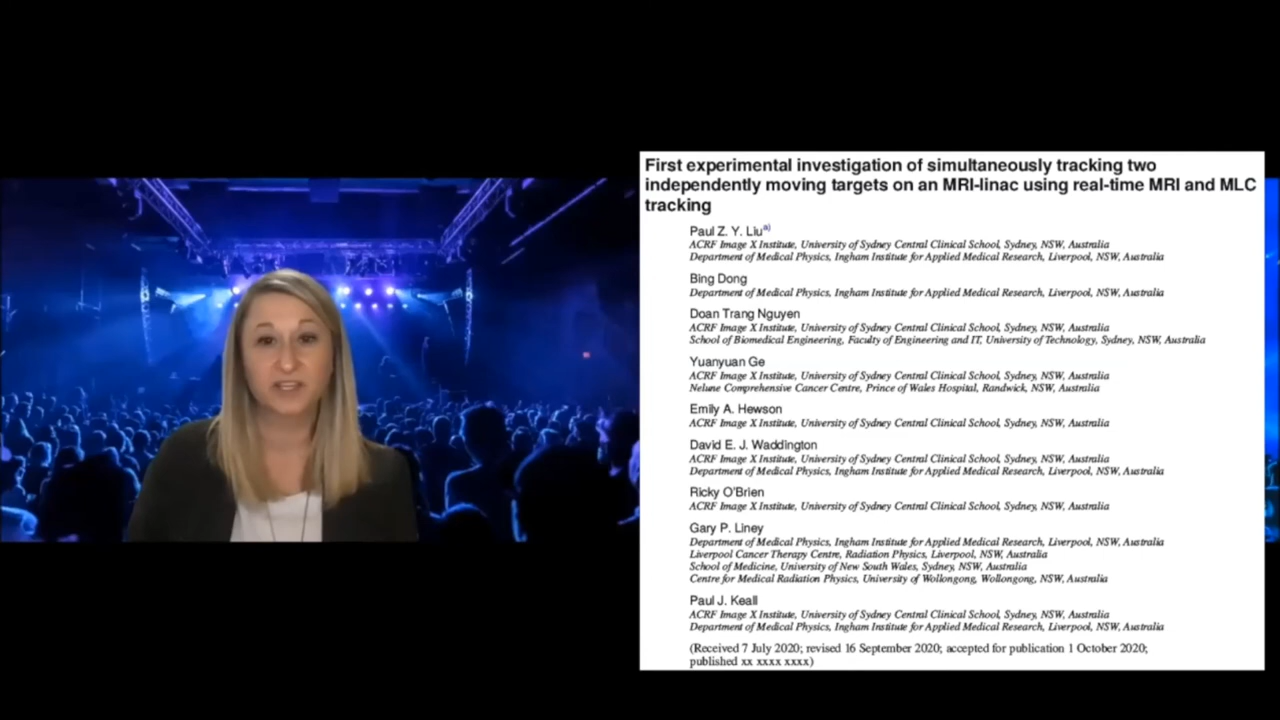 First experimental investigation of simultaneously tracking two
independently moving targets on an MRI-linac using real-time MRI and MLC
tracking
Paul Z. Y. Liu a)
ACRF Image X Institute, University of Sydney Central Clinical School, Sydney, NSW, Australia
Department of Medical Physics, Ingham Institute for Applied Medical Research, Liverpool, NSW, Australia
Bing Dong
Department of Medical Physics, Ingham Institute for Applied Medical Research, Liverpool, NSW, Australia
Doan Trang Nguyen
ACRF Image X Institute, University of Sydney Central Clinical School, Sydney, NSW, Australia
School of Biomedical Engineering, Faculty of Engineering and IT, University of Technology, Sydney, NSW, Australia
Yuanyuan Ge
ACRF Image X Institute, University of Sydney Central Clinical School, Sydney, NSW, Australia
Nelune Comprehensive Cancer Centre, Prince of Wales Hospital, Randwick, NSW, Australia
Emily A. Hewson
ACRF Image X Institute, University of Sydney Central Clinical School, Sydney, NSW, Australia
David E. J. Waddington
ACRF Image X Institute, University of Sydney Central Clinical School, Sydney, NSW, Australia
Department of Medical Physics, Ingham Institute for Applied Medical Research, Liverpool, NSW, Australia
Ricky O'Brien
ACRF Image X Institute, University of Sydney Central Clinical School, Sydney, NSW, Australia
Gary P. Liney
Department of Medical Physics, Ingham Institute for Applied Medical Research, Liverpool, NSW, Australia
Liverpool Cancer Therapy Centre, Radiation Physics, Liverpool, NSW, Australia
School of Medicine, University of New South Wales, Sydney, NSW, Australia
Centre for Medical Radiation Physics, University of Wollongong, Wollongong, NSW, Australia
Paul J. Keall
ACRF Image X Institute, University of Sydney Central Clinical School, Sydney, NSW, Australia
Department of Medical Physics, Ingham Institute for Applied Medical Research, Liverpool, NSW, Australia
(Received 7 July 2020; revised 16 September 2020; accepted for publication 1 October 2020;
published xx xxxx xxxx)